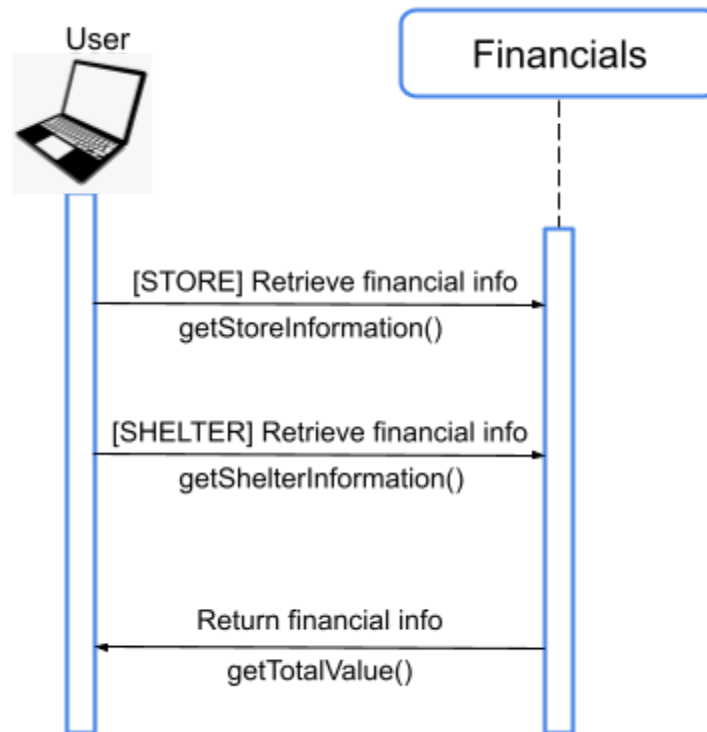 User
Financials
[STORE] Retrieve financial info
getStoreInformation()
[SHELTER] Retrieve financial info
getShelterInformation()
Return financial info
getTotalValue()